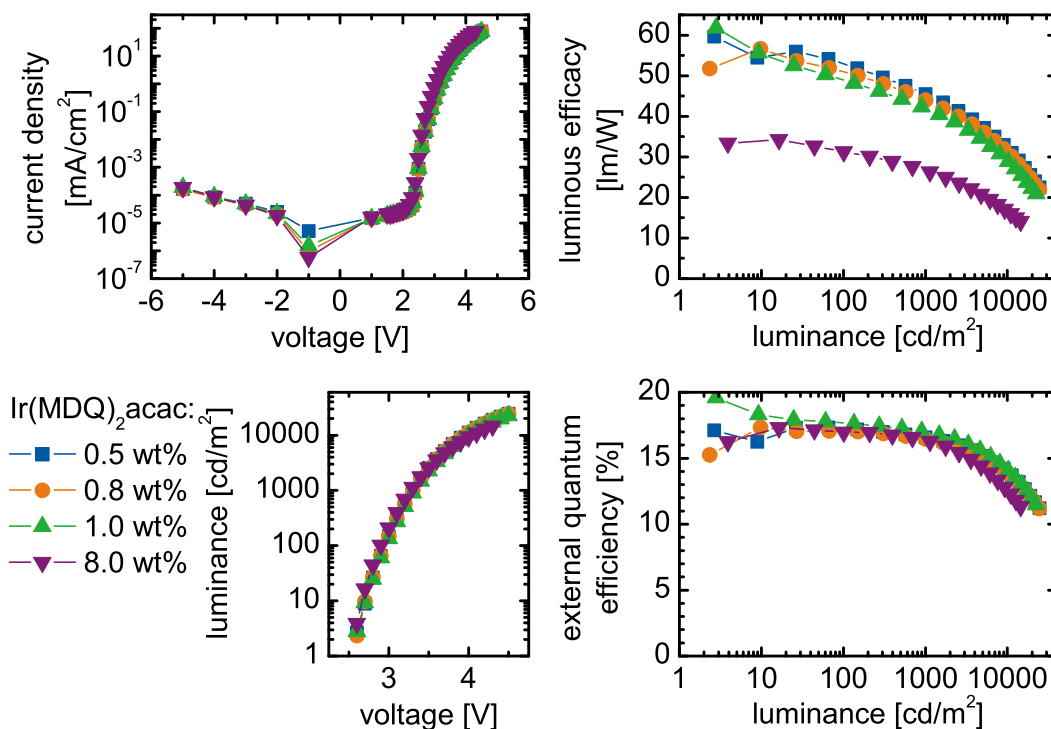 current density
[mA/cm²]
10¹
10⁻¹
10⁻³
10⁻⁵
10⁻⁷
-6 -4 -2 0 2 4 6
voltage [V]
luminous efficacy
[lm/W]
60
50
40
30
20
10
0
1 10 100 1000 10000
luminance [cd/m²]
Ir(MDQ)₂acac:
0.5 wt%
0.8 wt%
1.0 wt%
8.0 wt%
luminance [cd/m²]
10000
1000
100
10
1
3 4
voltage [V]
external quantum
efficiency [%]
20
15
10
5
0
1 10 100 1000 10000
luminance [cd/m²]